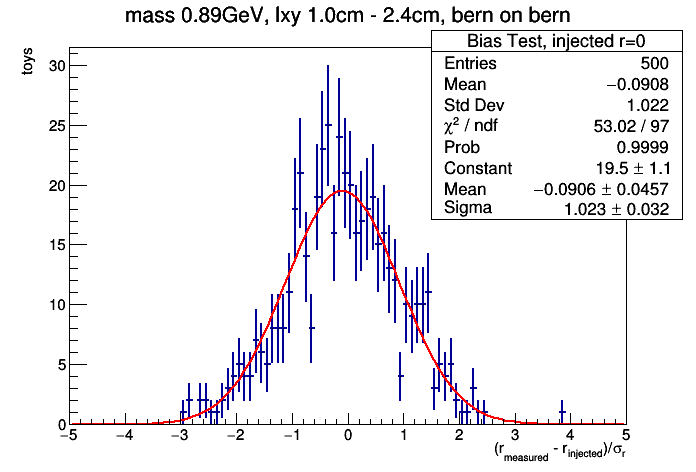 mass 0.89GeV, lxy 1.0cm - 2.4cm, bern on bern
toys
Bias Test, injected r=0
Entries 500
Mean −0.0908
Std Dev 1.022
χ² / ndf 53.02 / 97
Prob 0.9999
Constant 19.5 ± 1.1
Mean −0.0906 ± 0.0457
Sigma 1.023 ± 0.032
30
25
20
15
10
5
0
−5 −4 −3 −2 −1 0 1 2 3 4 5
(r_measured - r_injected)/σ_r